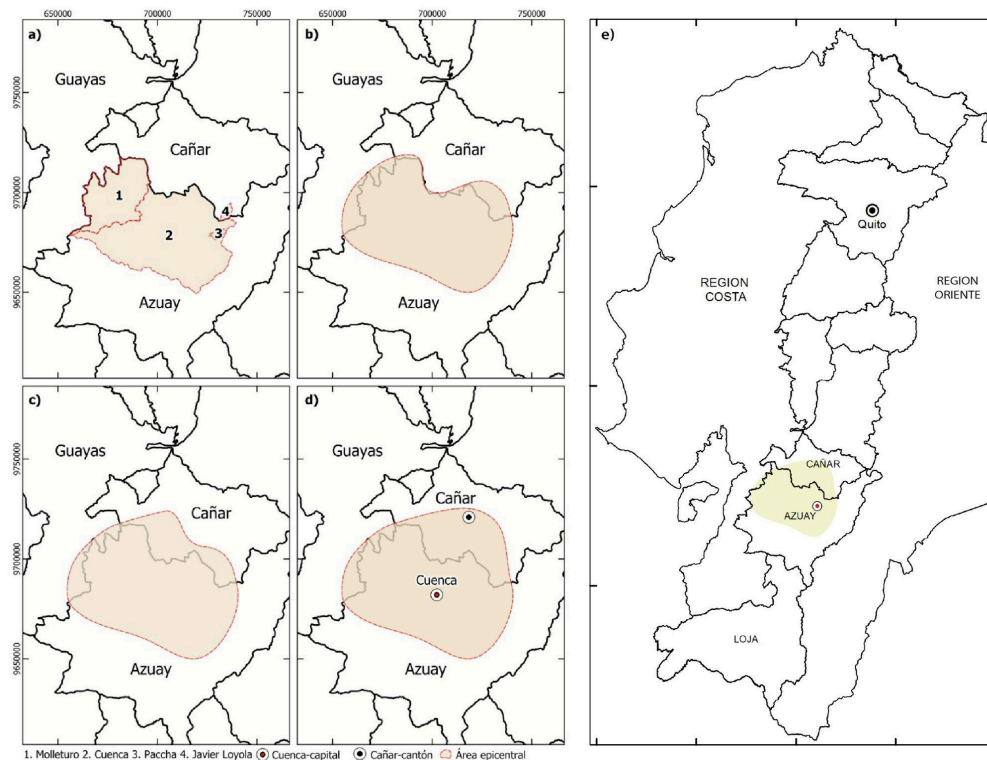 650000 700000 750000
650000 700000 750000
a)
Guayas
Cañar
1
2
3
4
Azuay
9750000
9700000
9650000
b)
Guayas
Cañar
Azuay
c)
Guayas
Cañar
Azuay
9750000
9700000
9650000
d)
Guayas
Cañar
Cuenca
Azuay
e)
Quito
REGION
COSTA
REGION
ORIENTE
CAÑAR
AZUAY
LOJA
1. Molleturo 2. Cuenca 3. Paccha 4. Javier Loyola Cuenca-capital Cañar-cantón Área epicentral